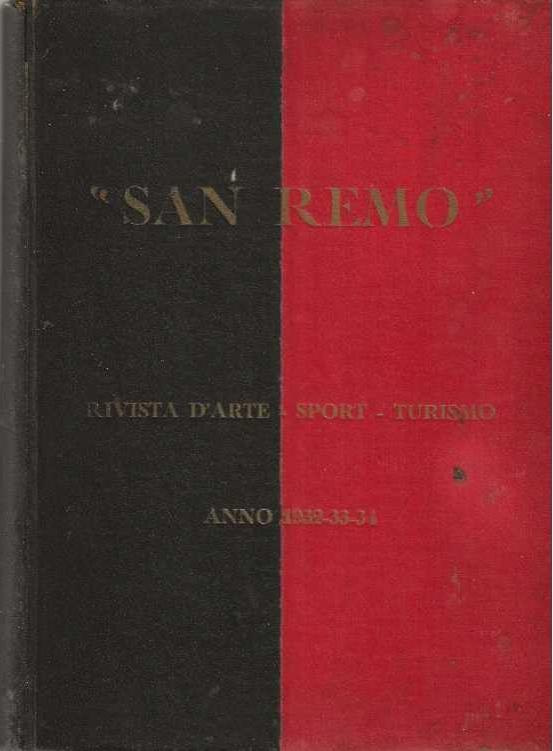 “SAN REMO”
RIVISTA D'ARTE - SPORT - TURISMO
ANNO 1932-33-34